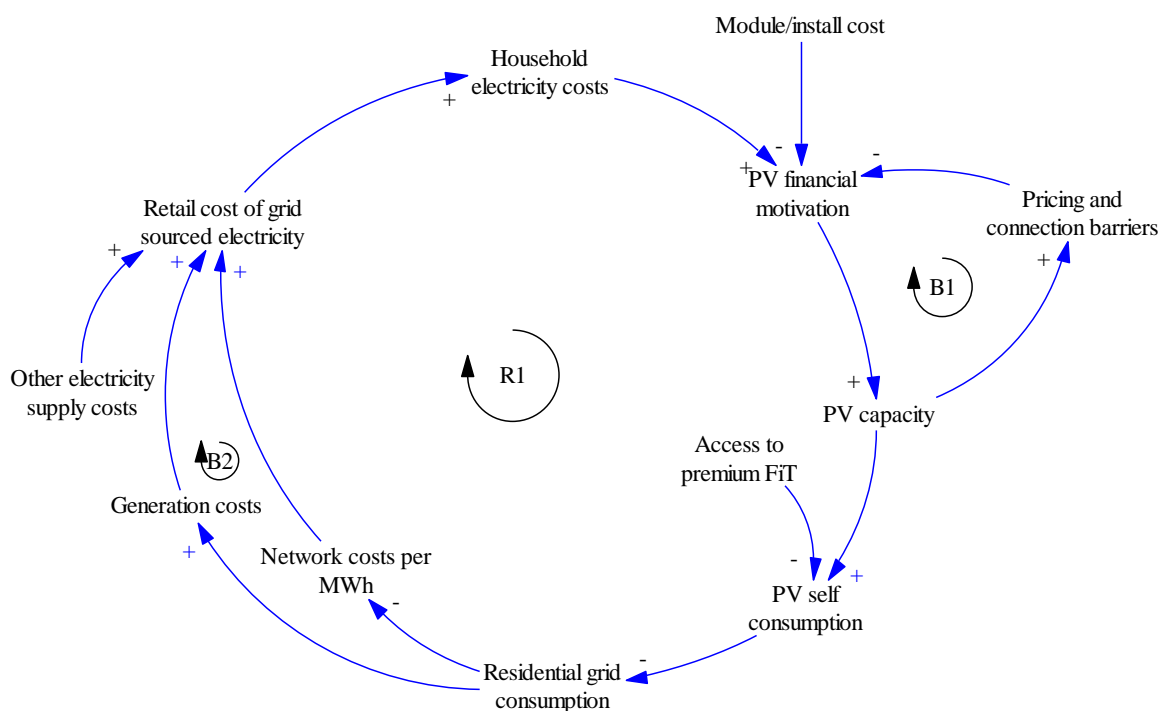 Module/install cost
Household
electricity costs
+
-
-
+
PV financial
motivation
Pricing and
connection barriers
Retail cost of grid
sourced electricity
+
+
+
+
B1
R1
Other electricity
supply costs
+
PV capacity
Access to
premium FiT
B2
Generation costs
+
Network costs per
MWh
-
-
+
PV self
consumption
-
Residential grid
consumption